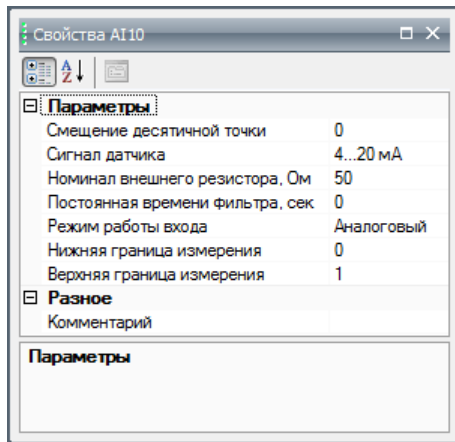 Свойства AI10
Параметры
Смещение десятичной точки 0
Сигнал датчика 4...20 мА
Номинал внешнего резистора, Ом 50
Постоянная времени фильтра, сек 0
Режим работы входа Аналоговый
Нижняя граница измерения 0
Верхняя граница измерения 1
Разное
Комментарий
Параметры